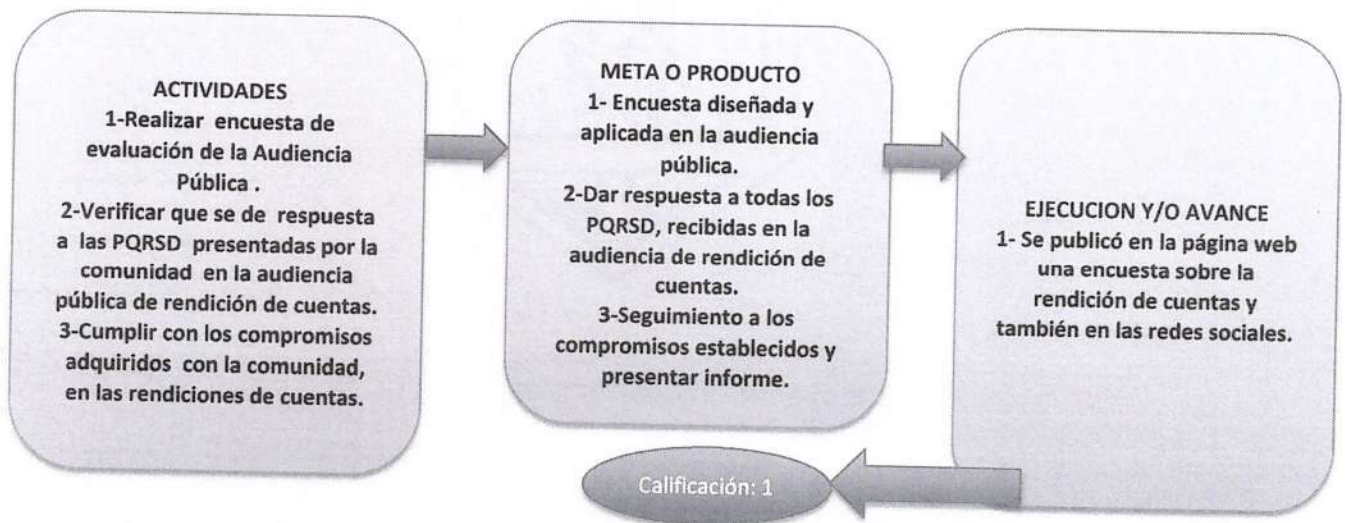 ACTIVIDADES
1-Realizar encuesta de
evaluación de la Audiencia
Pública .
2-Verificar que se de respuesta
a las PQRSD presentadas por la
comunidad en la audiencia
pública de rendición de cuentas.
3-Cumplir con los compromisos
adquiridos con la comunidad,
en las rendiciones de cuentas.
META O PRODUCTO
1- Encuesta diseñada y
aplicada en la audiencia
pública.
2-Dar respuesta a todas los
PQRSD, recibidas en la
audiencia de rendición de
cuentas.
3-Seguimiento a los
compromisos establecidos y
presentar informe.
EJECUCION Y/O AVANCE
1- Se publicó en la página web
una encuesta sobre la
rendición de cuentas y
también en las redes sociales.
Calificación: 1